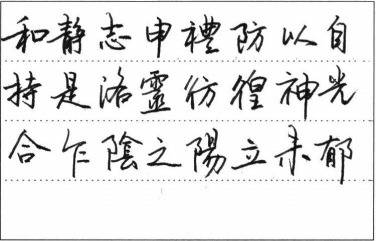 和静志申禮防以自
持是洛靈彷徨神光
合乍陰之陽立郁